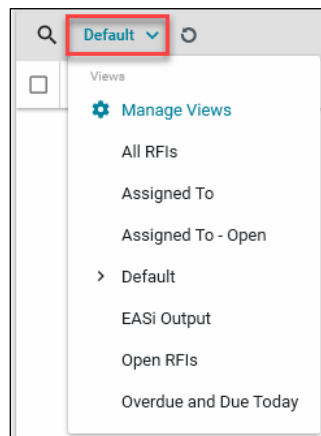 Default
Views
Manage Views
All RFIs
Assigned To
Assigned To - Open
Default
EASi Output
Open RFIs
Overdue and Due Today